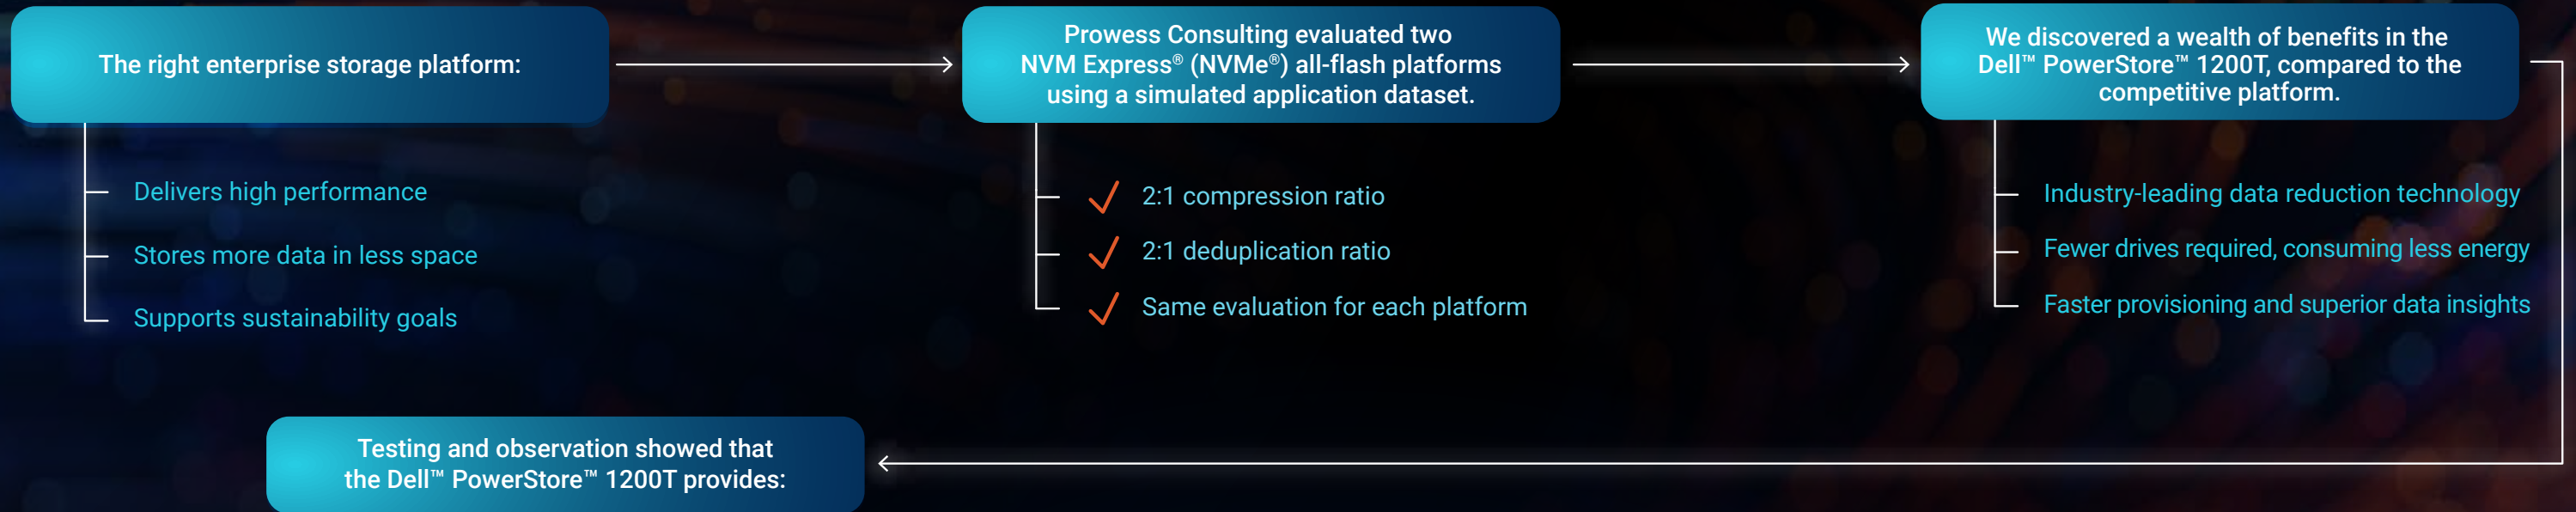 The right enterprise storage platform:
Delivers high performance
Stores more data in less space
Supports sustainability goals
Prowess Consulting evaluated two
NVM Express® (NVMe®) all-flash platforms
using a simulated application dataset.
2:1 compression ratio
2:1 deduplication ratio
Same evaluation for each platform
We discovered a wealth of benefits in the
Dell™ PowerStore™ 1200T, compared to the
competitive platform.
Industry-leading data reduction technology
Fewer drives required, consuming less energy
Faster provisioning and superior data insights
Testing and observation showed that
the Dell™ PowerStore™ 1200T provides: